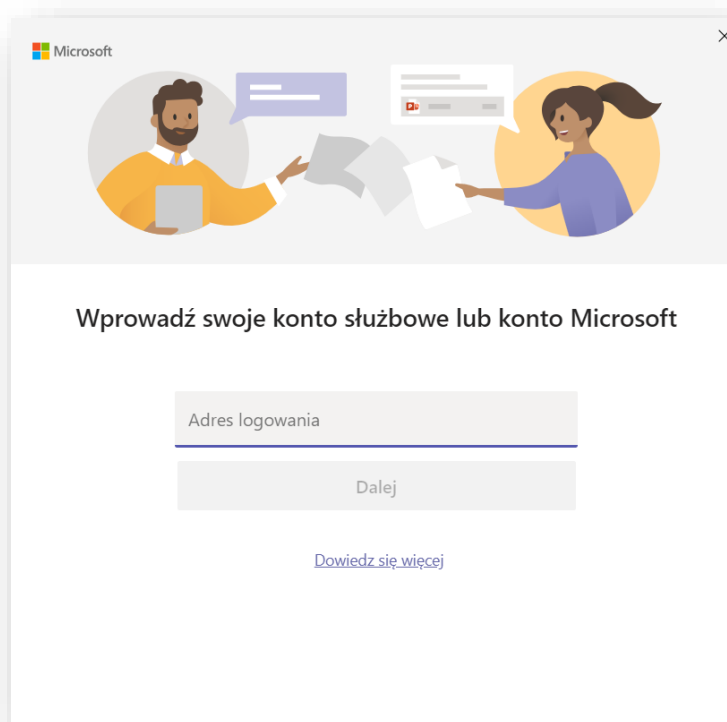 Microsoft
Wprowadź swoje konto służbowe lub konto Microsoft
Adres logowania
Dalej
Dowiedz się więcej